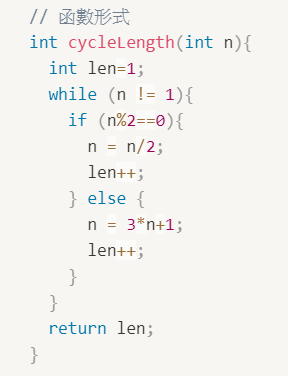 // 函數形式
int cycleLength(int n){
  int len=1;
  while (n != 1){
    if (n%2==0){
      n = n/2;
      len++;
    } else {
      n = 3*n+1;
      len++;
    }
  }
  return len;
}